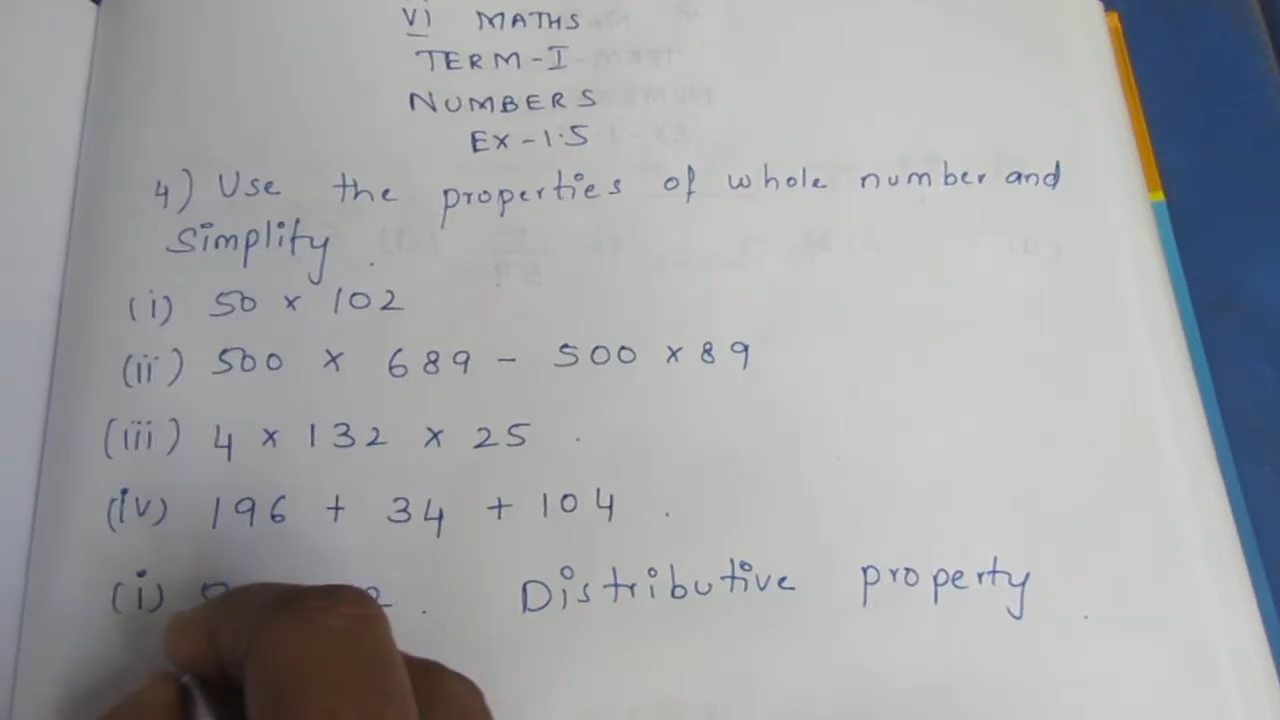 VI MATHS
TERM-I
NUMBERS
EX-1.5
4) Use the properties of whole number and
Simplify.
(i) 50 x 102
(ii) 500 x 689 - 500 x 89
(iii) 4 x 132 x 25.
(iv) 196 + 34 + 104.
(i) Distributive property.